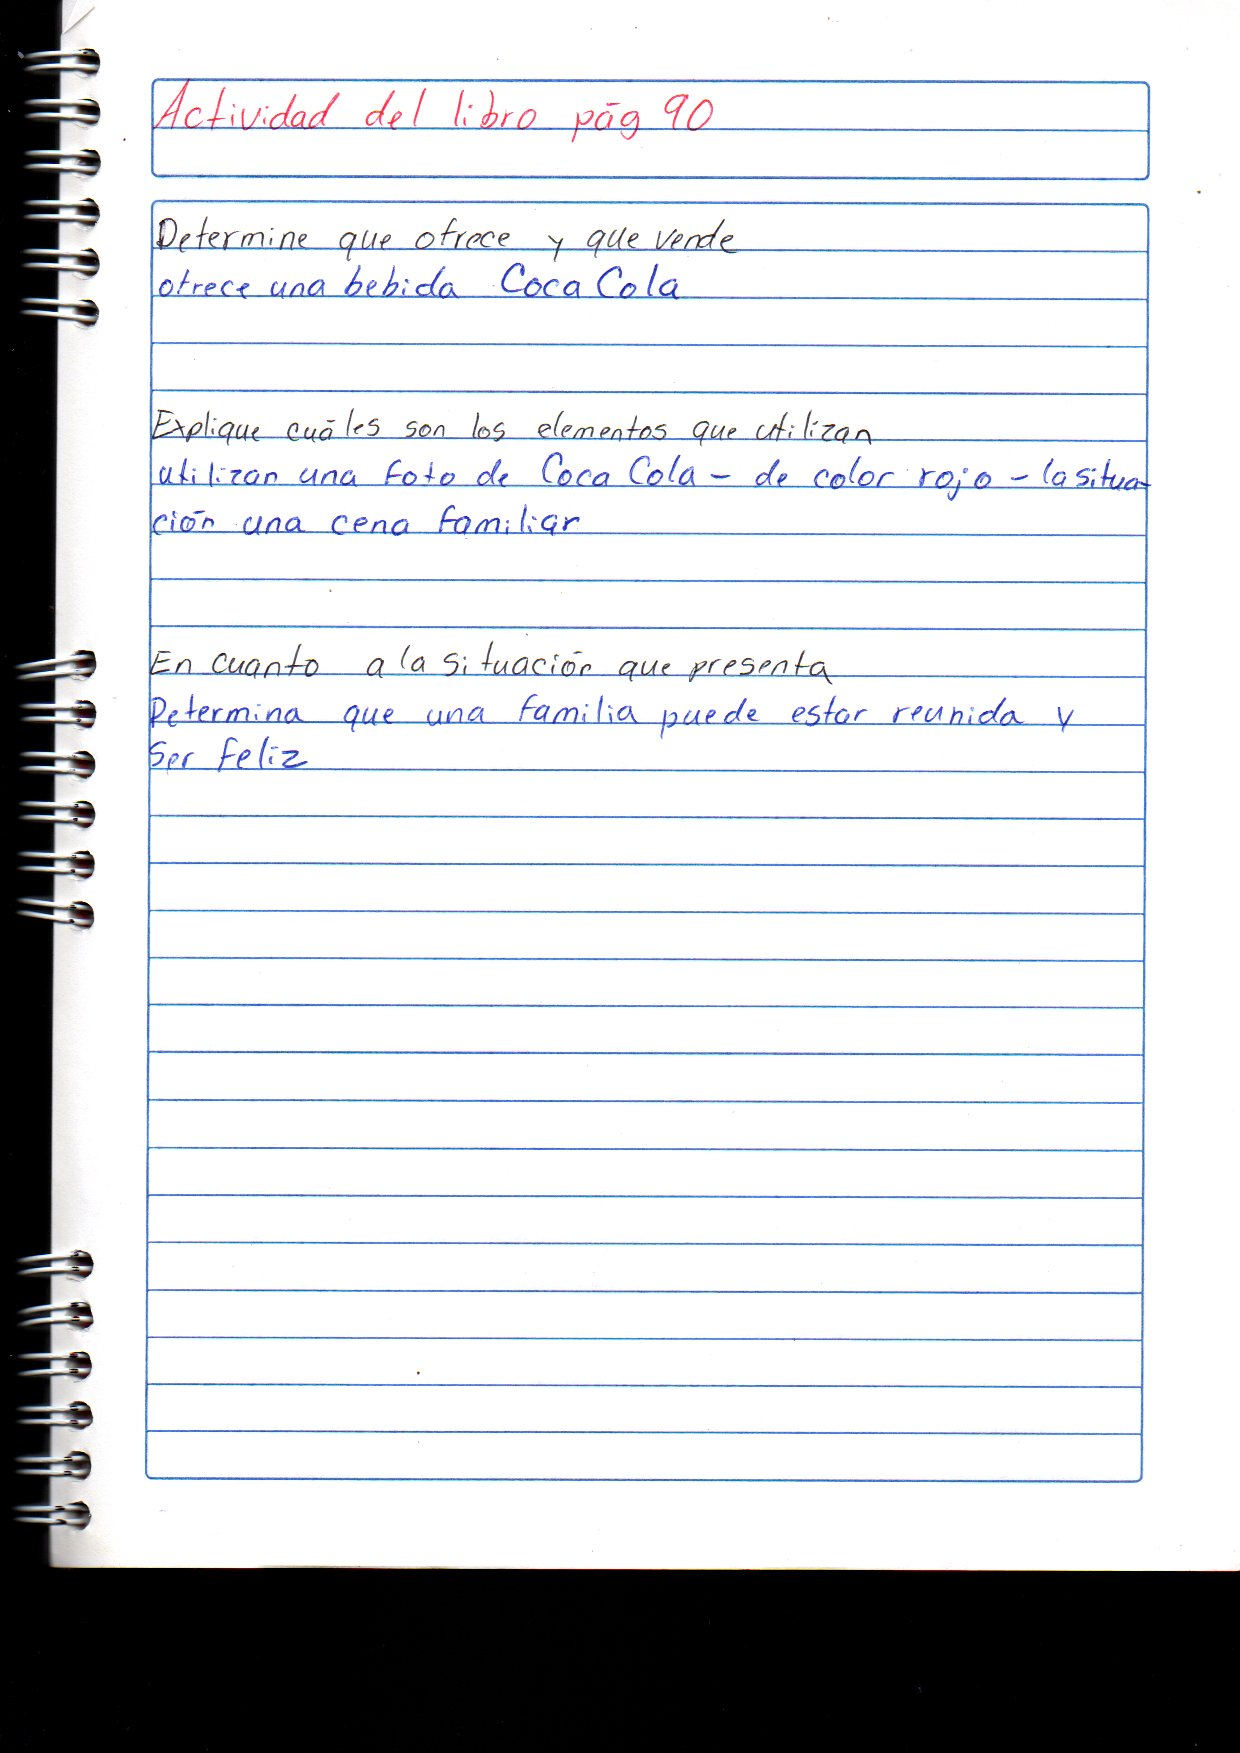 Actividad del libro pág 90
Determine que ofrece y que vende
ofrece una bebida Coca Cola
Explique cuáles son los elementos que utilizan
utilizan una foto de Coca Cola - de color rojo - la situa-
ción una cena familiar
En cuanto a la situación que presenta
Determina que una familia puede estar reunida y
ser feliz